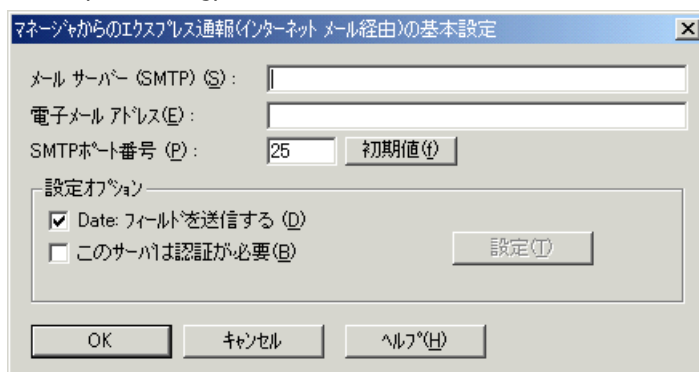 マネージャからのエクスプレス通報(インターネット メール経由)の基本設定
メール サーバー (SMTP) (S) :
電子メール アドレス(E) :
SMTPポート番号 (P) : 25 初期値(f)
設定オプション
Date: フィールドを送信する (D)
このサーバは認証が必要(B) 設定(T)
OK キャンセル ヘルプ(H)